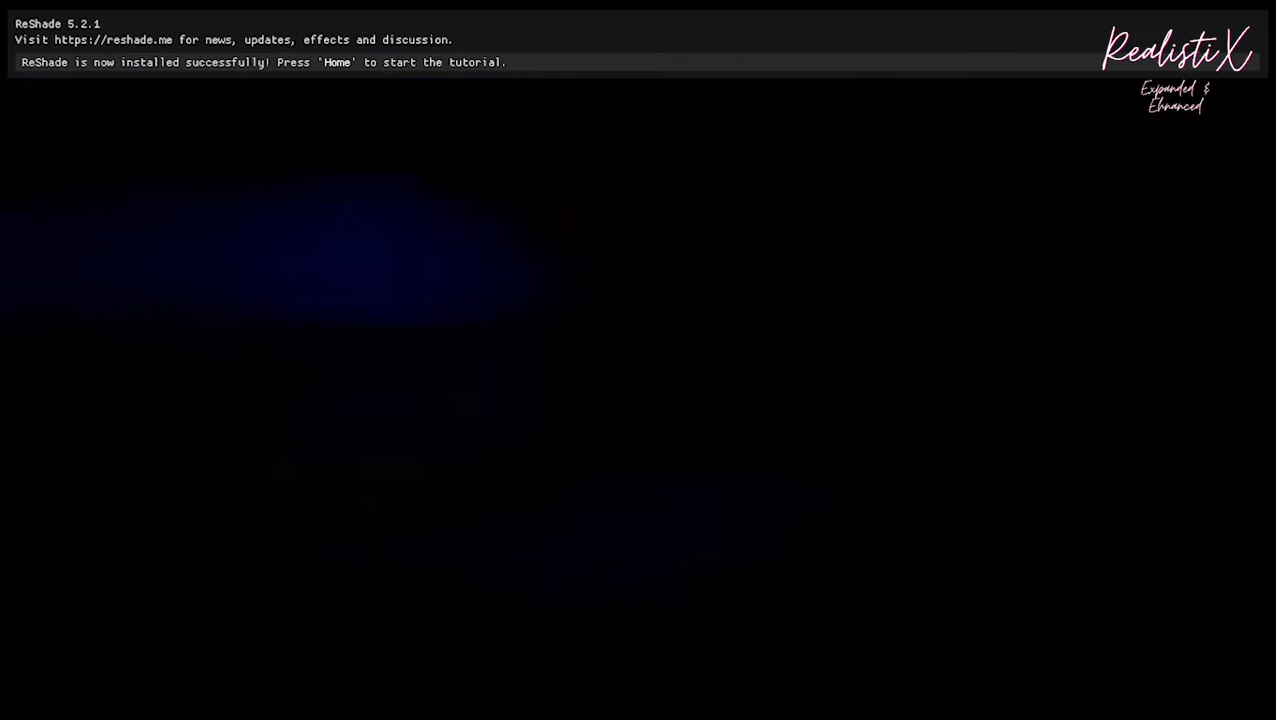 ReShade 5.2.1
Visit https://reshade.me for news, updates, effects and discussion.
ReShade is now installed successfully! Press 'Home' to start the tutorial.
RealistiX
Expanded &
Ehnanced